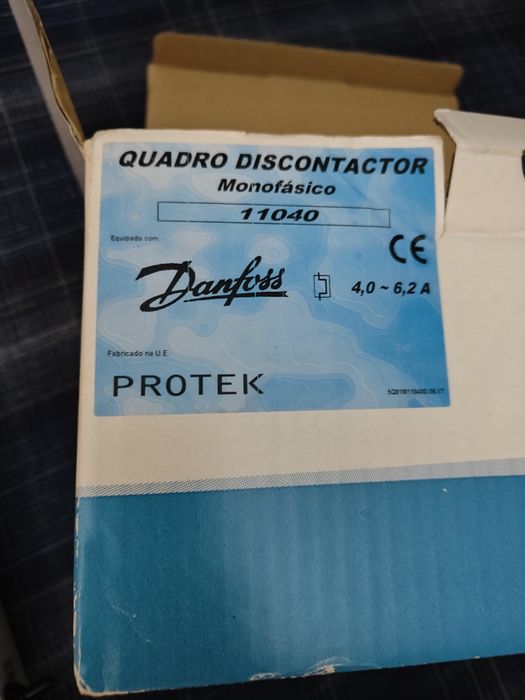 QUADRO DISCONTACTOR
Monofásico
11040
Equipado com
CE
Danfoss
4,0 ~ 6,2 A
Fabricado na U.E.
PROTEK